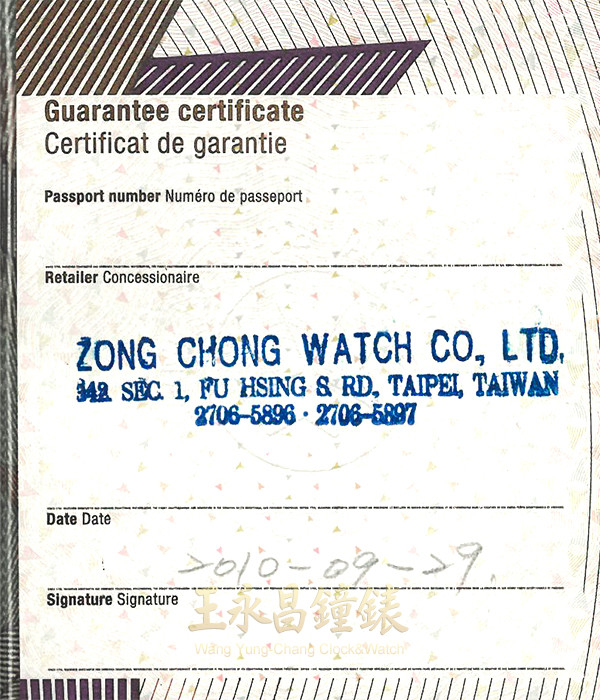 Guarantee certificate
Certificat de garantie
Passport number Numéro de passeport
Retailer Concessionaire
ZONG CHONG WATCH CO., LTD.
342 SEC. 1, FU HSING S. RD., TAIPEI, TAIWAN
2706-5896 · 2706-5897
Date Date
2010-09-29.
Signature Signature
王永昌鐘錶
Wang Yung Chang Clock&Watch